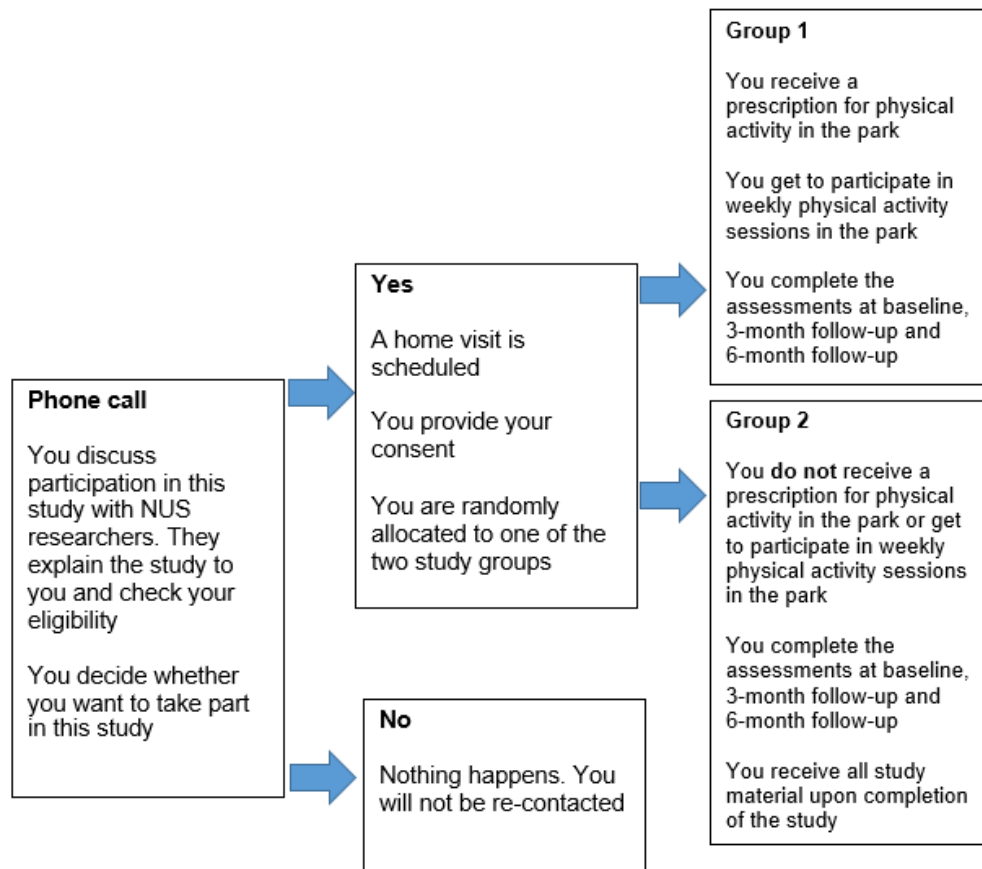 Phone call
You discuss
participation in this
study with NUS
researchers. They
explain the study to
you and check your
eligibility
You decide whether
you want to take part
in this study
Yes
A home visit is
scheduled
You provide your
consent
You are randomly
allocated to one of the
two study groups
No
Nothing happens. You
will not be re-contacted
Group 1
You receive a
prescription for physical
activity in the park
You get to participate in
weekly physical activity
sessions in the park
You complete the
assessments at baseline,
3-month follow-up and
6-month follow-up
Group 2
You do not receive a
prescription for physical
activity in the park or get
to participate in weekly
physical activity sessions
in the park
You complete the
assessments at baseline,
3-month follow-up and
6-month follow-up
You receive all study
material upon completion
of the study